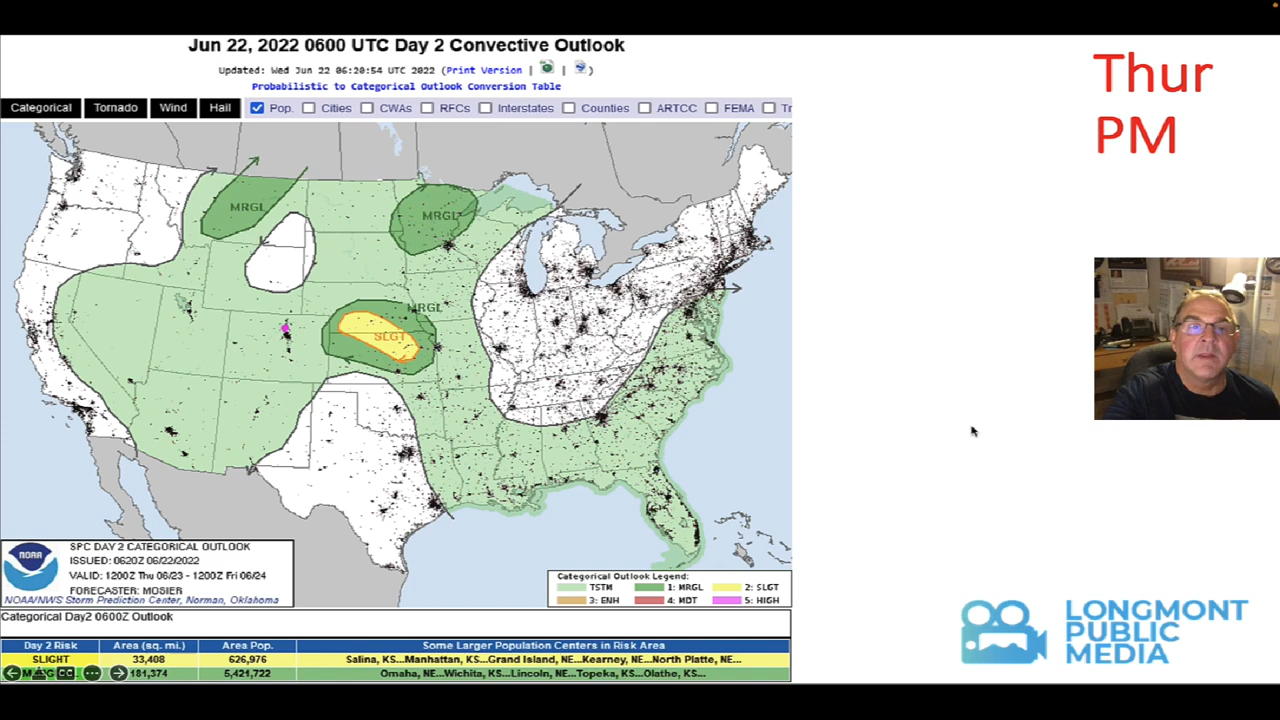 Jun 22, 2022 0600 UTC Day 2 Convective Outlook
Updated: Wed Jun 22 06:20:54 UTC 2022 (Print Version | | )
Probabilistic to Categorical Outlook Conversion Table
Categorical Tornado Wind Hail Pop. Cities CWAs RFCs Interstates Counties ARTCC FEMA Tr
Thur
PM
MRGL
MRGL
MRGL
SLGT
NOAA
SPC DAY 2 CATEGORICAL OUTLOOK
ISSUED: 0620Z 06/22/2022
VALID: 1200Z Thu 06/23 - 1200Z Fri 06/24
FORECASTER: MOSIER
NOAA/NWS Storm Prediction Center, Norman, Oklahoma
Categorical Outlook Legend:
TSTM 1: MRGL 2: SLGT
3: ENH 4: MDT 5: HIGH
Categorical Day2 0600Z Outlook
Day 2 Risk Area (sq. mi.) Area Pop. Some Larger Population Centers in Risk Area
SLIGHT 33,408 626,976 Salina, KS...Manhattan, KS...Grand Island, NE...Kearney, NE...North Platte, NE...
181,374 5,421,722 Omaha, NE...Wichita, KS...Lincoln, NE...Topeka, KS...Olathe, KS...
LONGMONT
PUBLIC
MEDIA